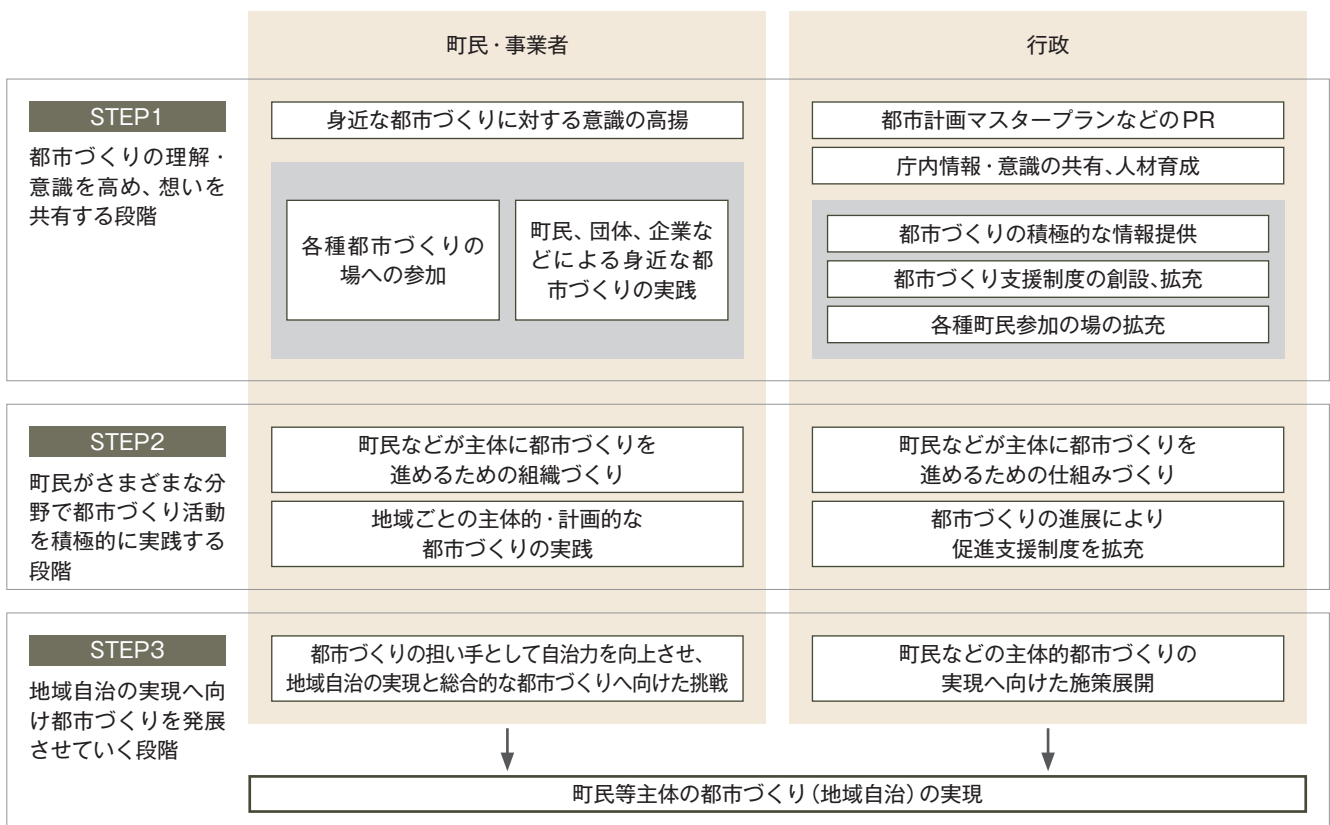 町民・事業者
行政
STEP1
都市づくりの理解・
意識を高め、想いを
共有する段階
身近な都市づくりに対する意識の高揚
各種都市づくりの
場への参加
町民、団体、企業な
どによる身近な都
市づくりの実践
都市計画マスタープランなどのPR
庁内情報・意識の共有、人材育成
都市づくりの積極的な情報提供
都市づくり支援制度の創設、拡充
各種町民参加の場の拡充
STEP2
町民がさまざまな分
野で都市づくり活動
を積極的に実践する
段階
町民などが主体に都市づくりを
進めるための組織づくり
地域ごとの主体的・計画的な
都市づくりの実践
町民などが主体に都市づくりを
進めるための仕組みづくり
都市づくりの進展により
促進支援制度を拡充
STEP3
地域自治の実現へ向
け都市づくりを発展
させていく段階
都市づくりの担い手として自治力を向上させ、
地域自治の実現と総合的な都市づくりへ向けた挑戦
町民などの主体的都市づくりの
実現へ向けた施策展開
町民等主体の都市づくり（地域自治）の実現